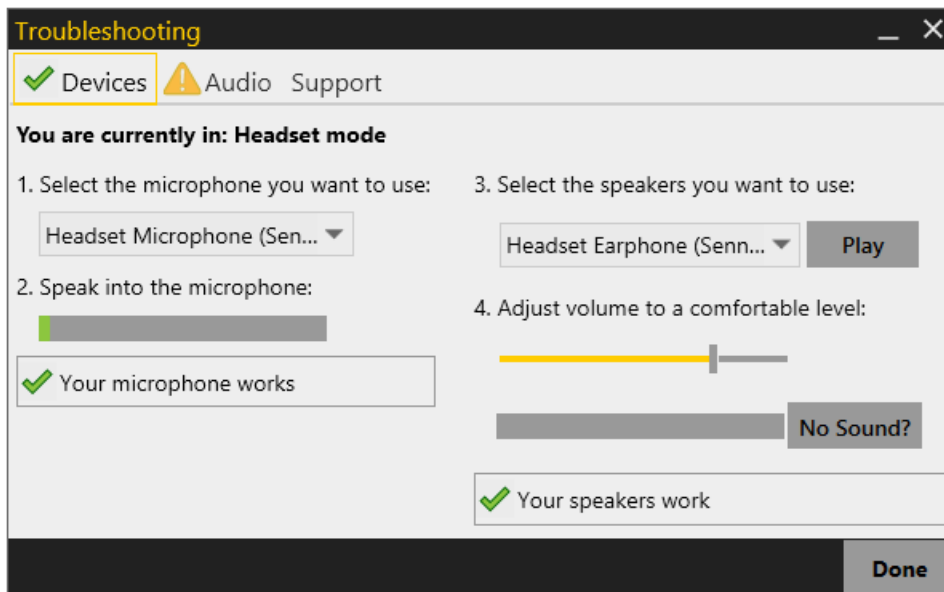 Troubleshooting
Devices Audio Support
You are currently in: Headset mode
1. Select the microphone you want to use:
Headset Microphone (Sen...
2. Speak into the microphone:
Your microphone works
3. Select the speakers you want to use:
Headset Earphone (Senn... Play
4. Adjust volume to a comfortable level:
No Sound?
Your speakers work
Done